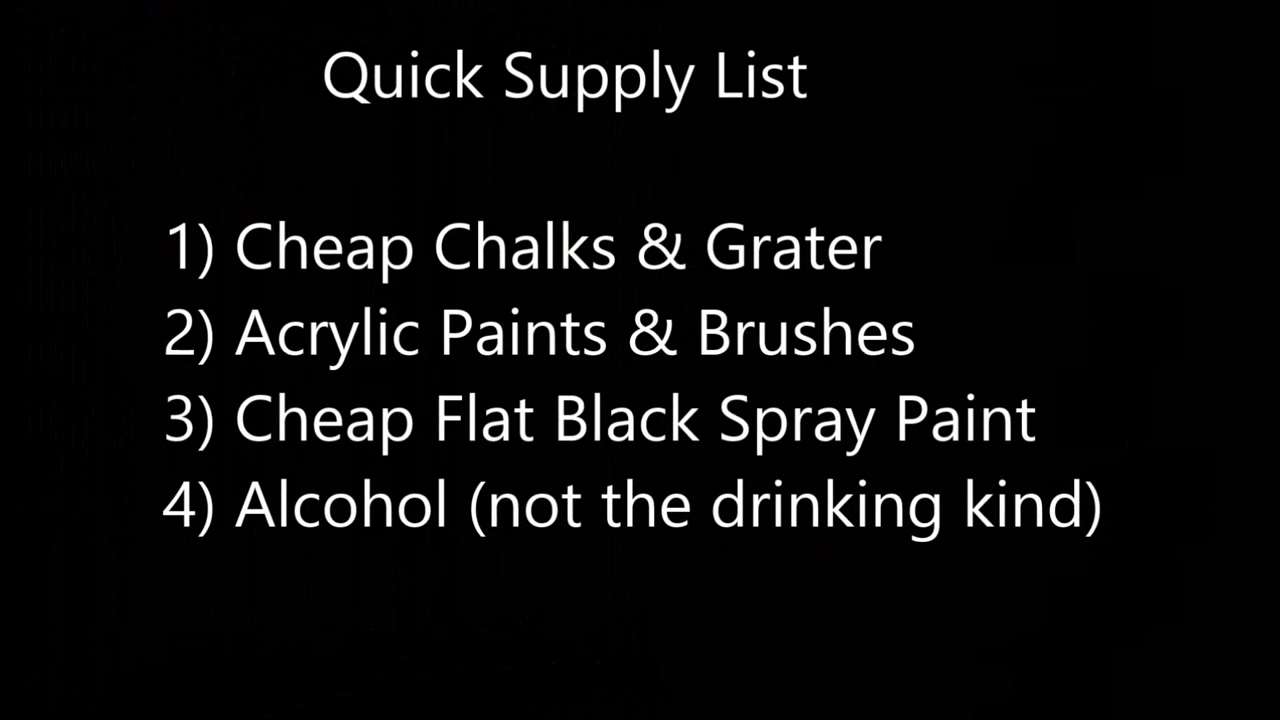 Quick Supply List
1) Cheap Chalks & Grater
2) Acrylic Paints & Brushes
3) Cheap Flat Black Spray Paint
4) Alcohol (not the drinking kind)